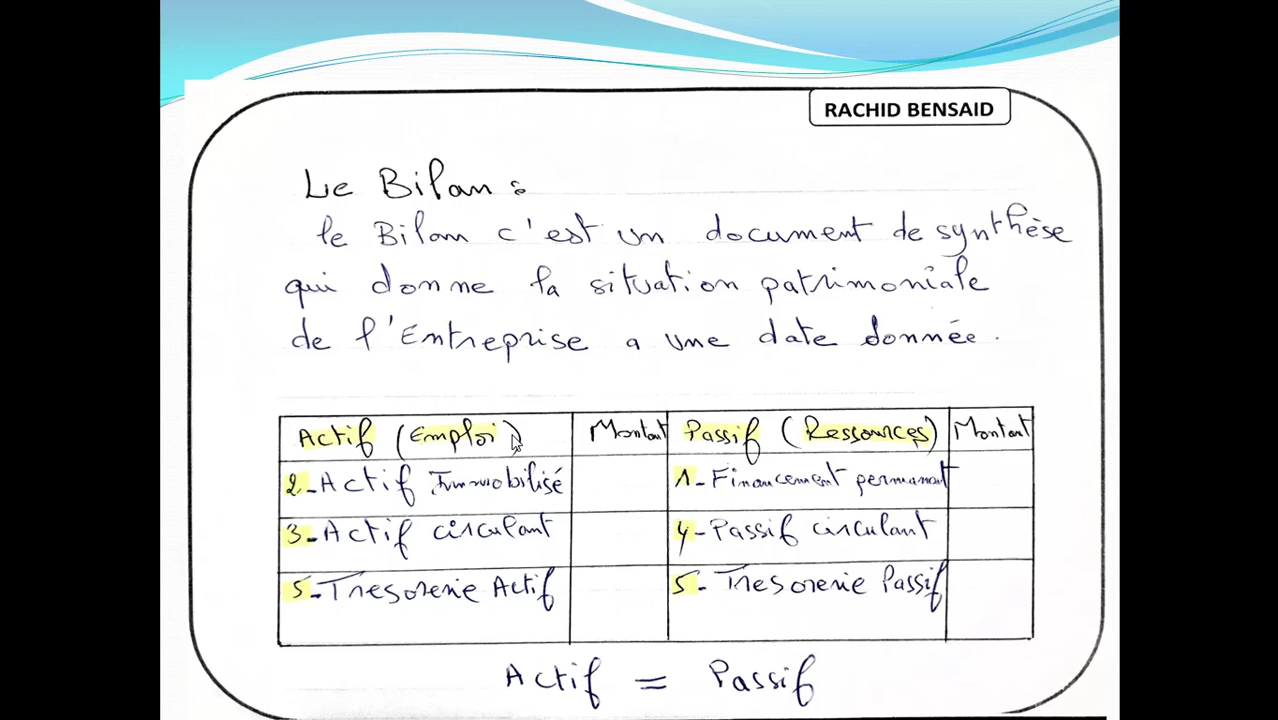 RACHID BENSAID
Le Bilan :
le Bilan c'est un document de synthèse
qui donne la situation patrimoniale
de l'Entreprise a une date donnée.
Actif (Emploi) Montant Passif (Ressources) Montant
2-Actif Immobilisé 1-Financement permanant
3-Actif circulant 4-Passif circulant
5-Tresorerie Actif 5-Tresorerie Passif
Actif = Passif